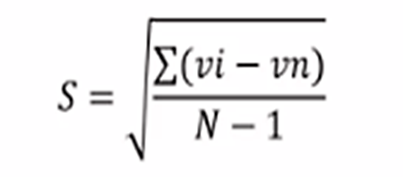 S = √(∑(vi − vn) / (N − 1))